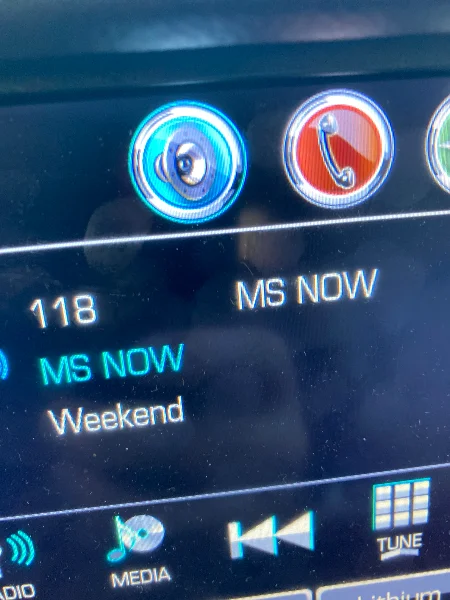 118
MS NOW
MS NOW
Weekend
MEDIA
TUNE